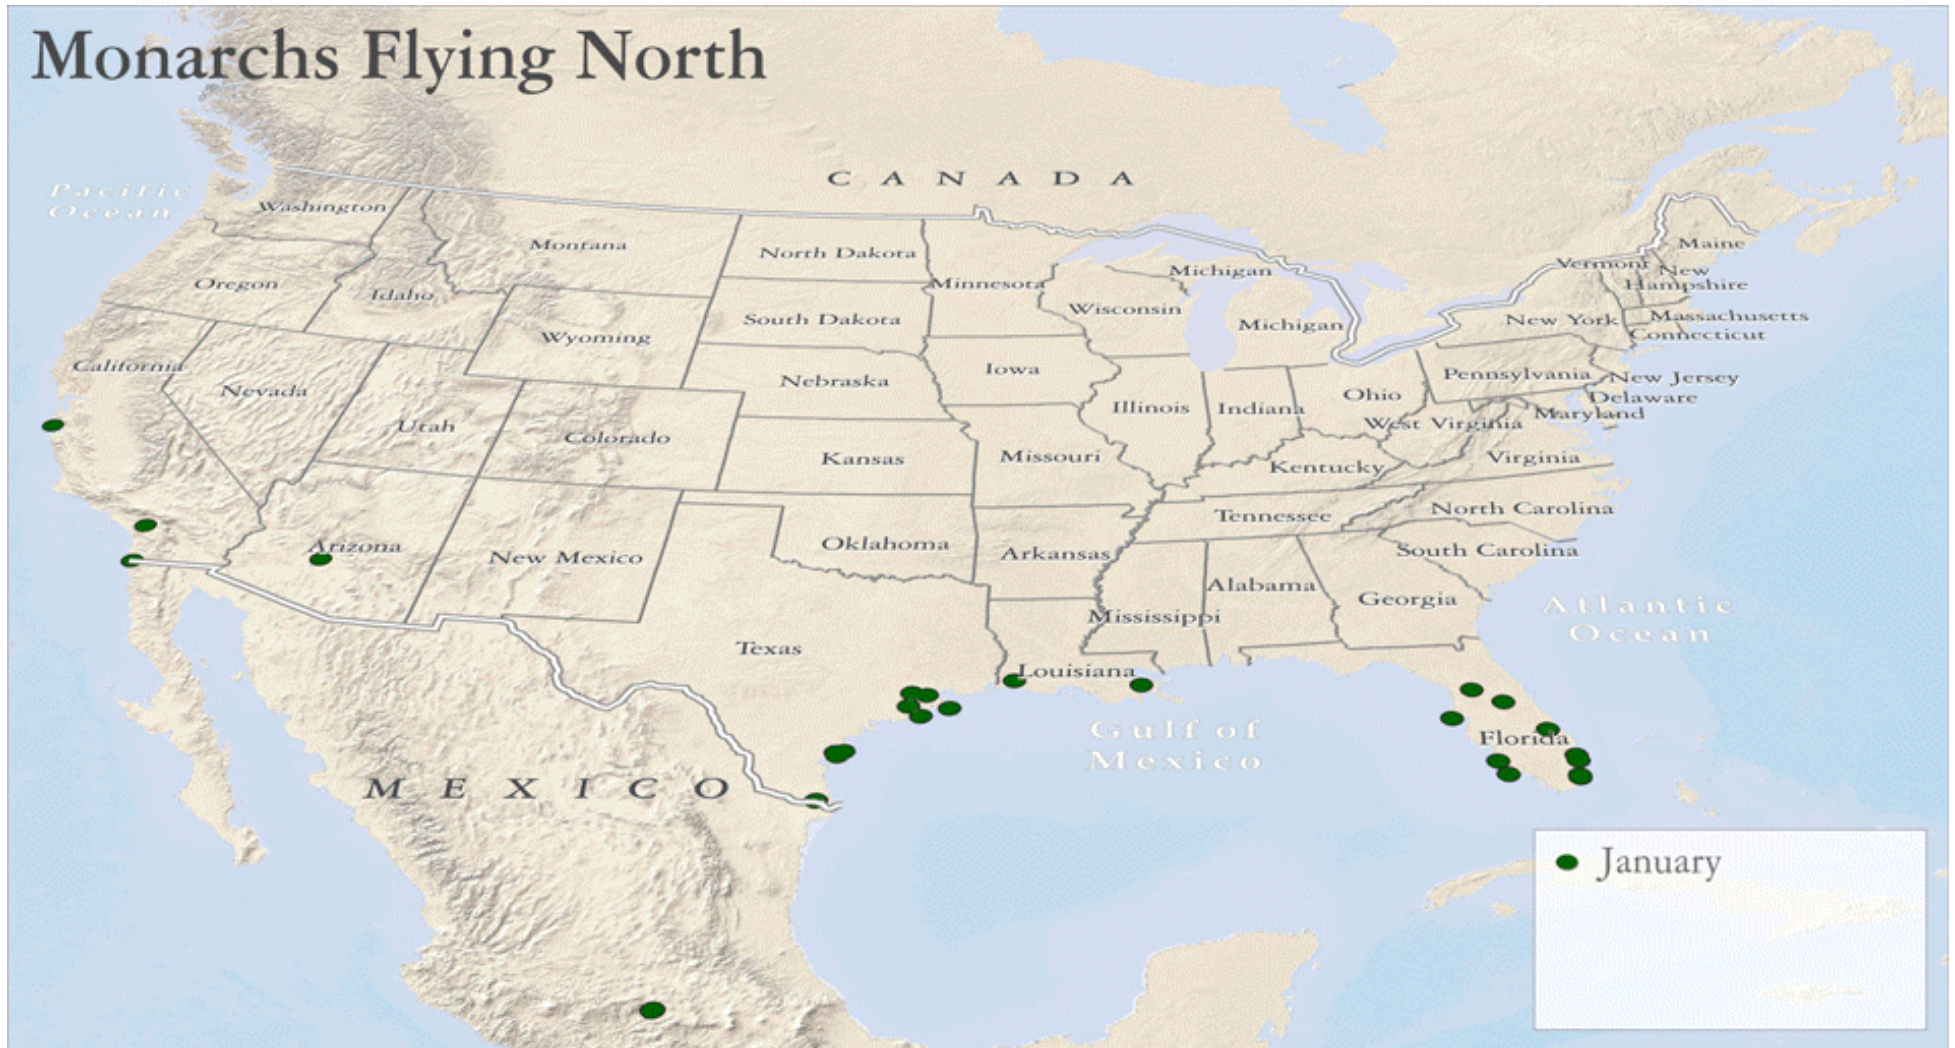 Monarchs Flying North
CANADA
Pacific
Ocean
Washington
Montana
North Dakota
Minnesota
Michigan
Maine
Vermont
New
Hampshire
Oregon
Idaho
Wyoming
South Dakota
Wisconsin
Michigan
New York
Massachusetts
Connecticut
California
Nevada
Utah
Colorado
Nebraska
Iowa
Illinois
Indiana
Ohio
Pennsylvania
New Jersey
Delaware
Maryland
West Virginia
Virginia
Kansas
Missouri
Kentucky
North Carolina
Tennessee
South Carolina
Arizona
New Mexico
Oklahoma
Arkansas
Mississippi
Alabama
Georgia
Atlantic
Ocean
Texas
Louisiana
Gulf of
Mexico
Florida
MEXICO
January